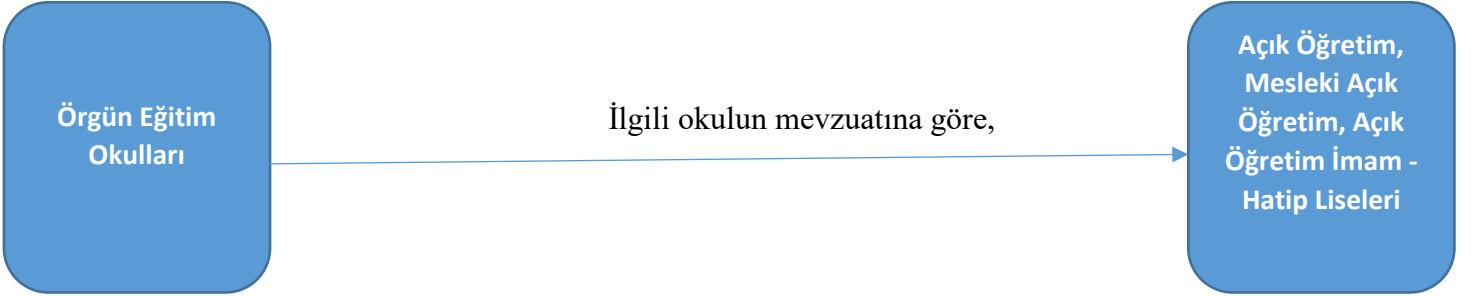 Örgün Eğitim
Okulları
İlgili okulun mevzuatına göre,
Açık Öğretim,
Mesleki Açık
Öğretim, Açık
Öğretim İmam -
Hatip Liseleri